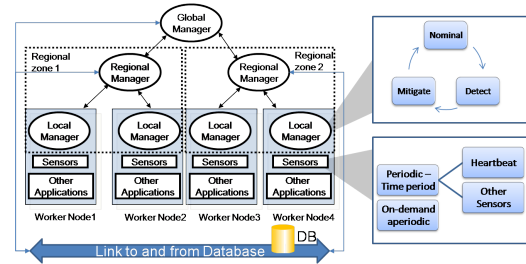 Global
Manager
Regional
zone 1
Regional
Manager
Regional
Manager
Regional
zone 2
Local
Manager
Local
Manager
Local
Manager
Local
Manager
Sensors
Sensors
Sensors
Sensors
Other
Applications
Other
Applications
Other
Applications
Other
Applications
Worker Node1
Worker Node2
Worker Node3
Worker Node4
DB
Link to and from Database
Nominal
Mitigate
Detect
Periodic –
Time period
On-demand
aperiodic
Heartbeat
Other
Sensors